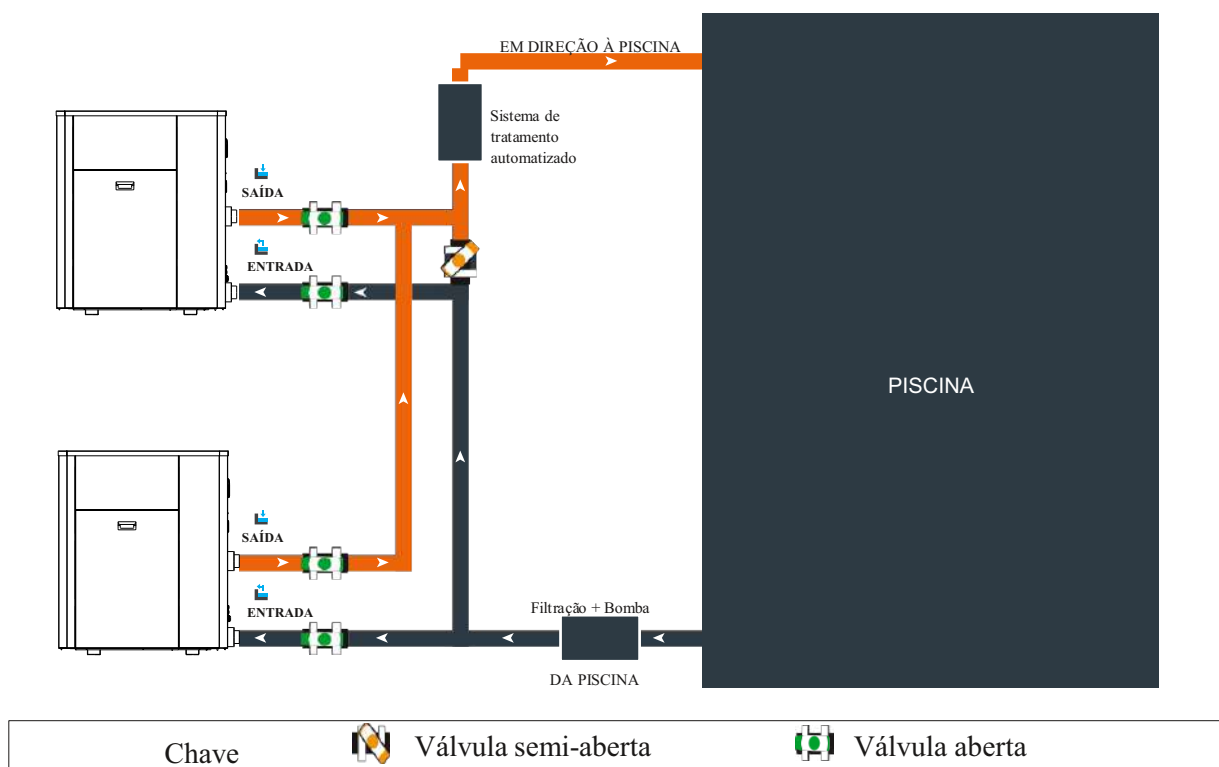 EM DIREÇÃO À PISCINA
Sistema de
tratamento
automatizado
SAÍDA
ENTRADA
PISCINA
SAÍDA
ENTRADA
Filtração + Bomba
DA PISCINA
Chave
Válvula semi-aberta
Válvula aberta